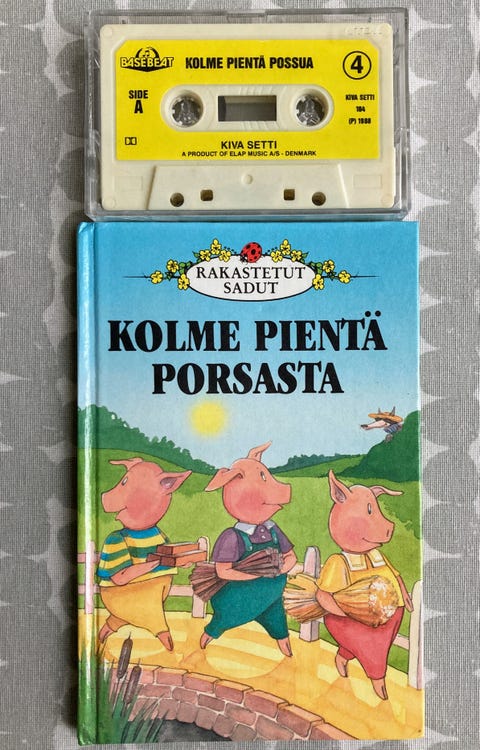 BASEBEAT
KOLME PIENTÄ POSSUA
4
SIDE
A
KIVA SETTI
184
(P) 1988
KIVA SETTI
A PRODUCT OF ELAP MUSIC A/S - DENMARK
RAKASTETUT
SADUT
KOLME PIENTÄ
PORSASTA